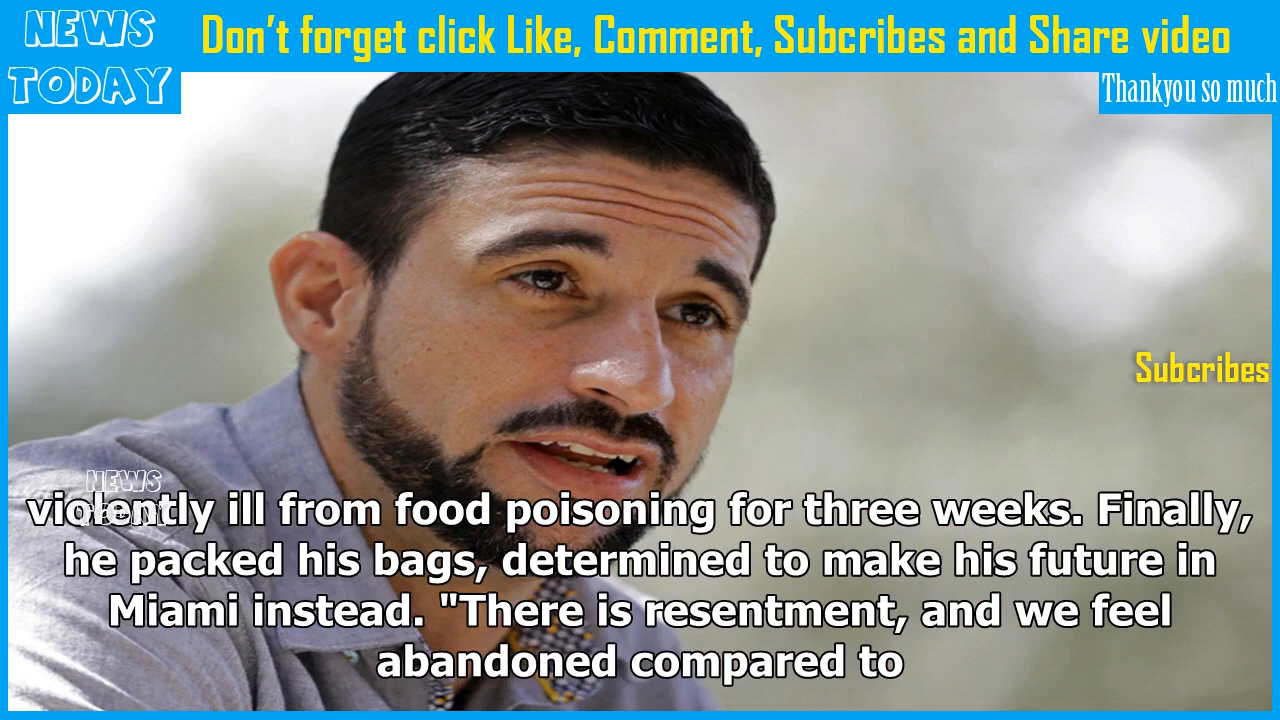 NEWS
TODAY
Don't forget click Like, Comment, Subcribes and Share video
Thankyou so much
Subcribes
NEWS
TODAY
violently ill from food poisoning for three weeks. Finally,
he packed his bags, determined to make his future in
Miami instead. "There is resentment, and we feel
abandoned compared to